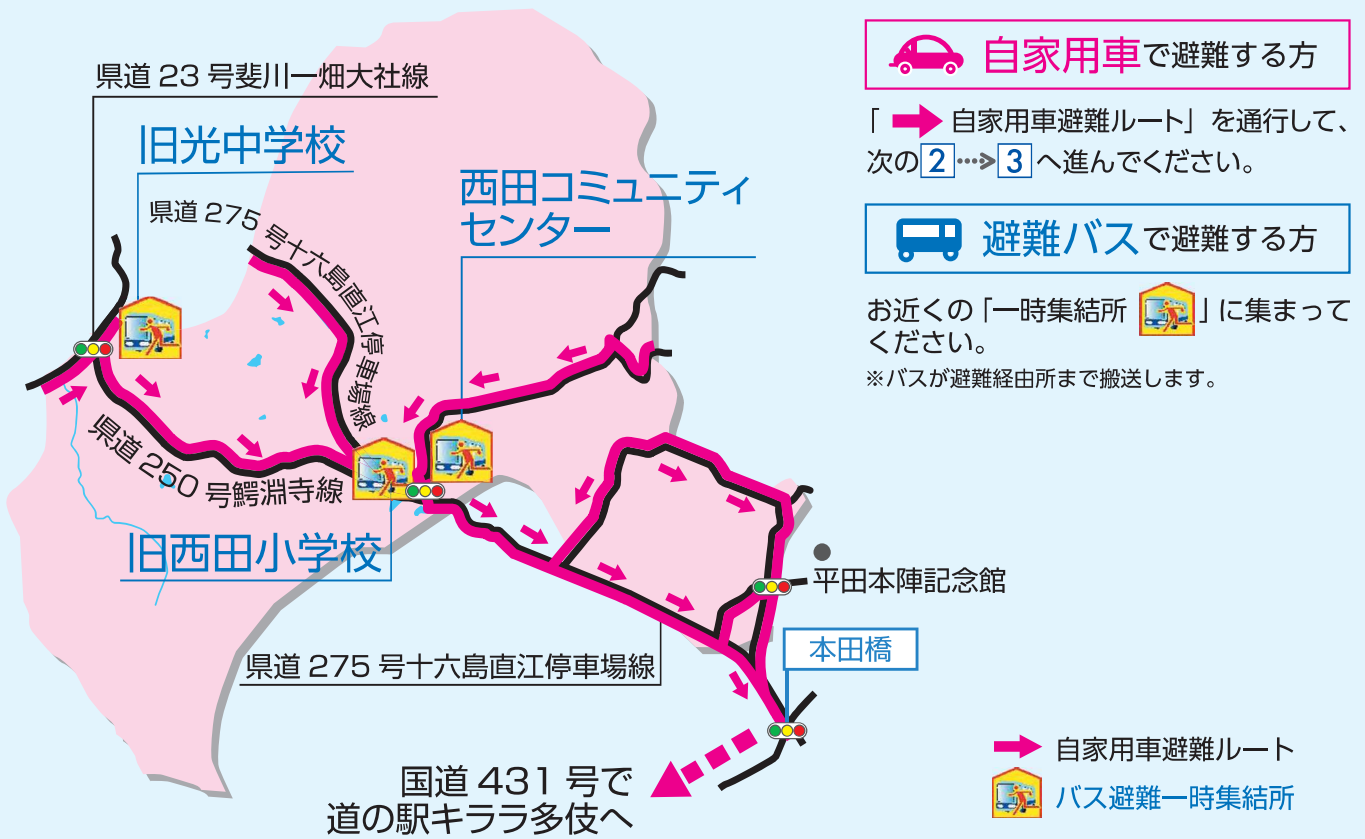 県道 23 号斐川一畑大社線
旧光中学校
県道 275 号十六島直江停車場線
西田コミュニティ
センター
県道 250 号鰐淵寺線
旧西田小学校
県道 275 号十六島直江停車場線
平田本陣記念館
本田橋
国道 431 号で
道の駅キララ多伎へ
自家用車で避難する方
「 自家用車避難ルート」を通行して、
次の 2 3 へ進んでください。
避難バスで避難する方
お近くの「一時集結所 」に集まって
ください。
※バスが避難経由所まで搬送します。
自家用車避難ルート
バス避難一時集結所